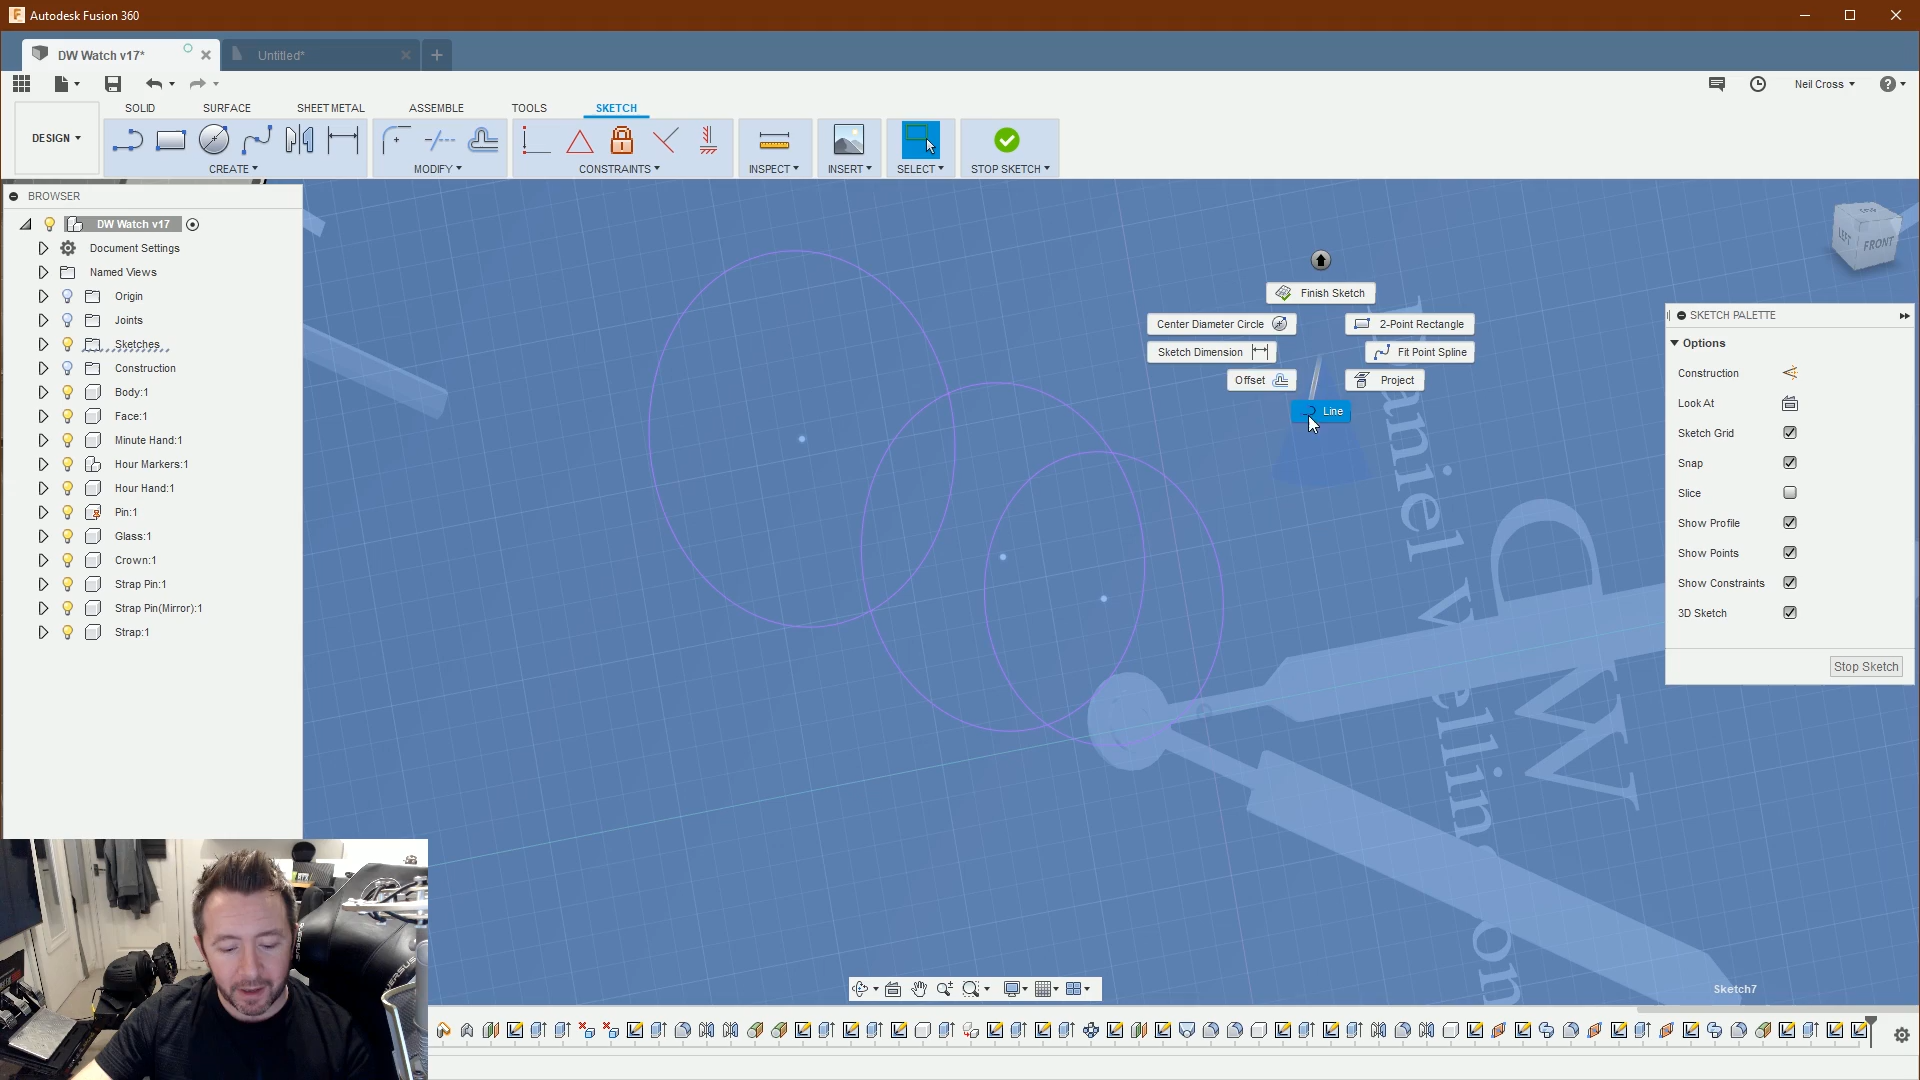 Autodesk Fusion 360
DW Watch v17*
Untitled*
Neil Cross
SOLID
SURFACE
SHEET METAL
ASSEMBLE
TOOLS
SKETCH
DESIGN
CREATE
MODIFY
CONSTRAINTS
INSPECT
INSERT
SELECT
STOP SKETCH
BROWSER
DW Watch v17
Document Settings
Named Views
Origin
Joints
Sketches
Construction
Body:1
Face:1
Minute Hand:1
Hour Markers:1
Hour Hand:1
Pin:1
Glass:1
Crown:1
Strap Pin:1
Strap Pin(Mirror):1
Strap:1
Finish Sketch
Center Diameter Circle
2-Point Rectangle
Sketch Dimension
Fit Point Spline
Offset
Project
Line
LEFT
FRONT
SKETCH PALETTE
Options
Construction
Look At
Sketch Grid
Snap
Slice
Show Profile
Show Points
Show Constraints
3D Sketch
Stop Sketch
DW
Sketch7